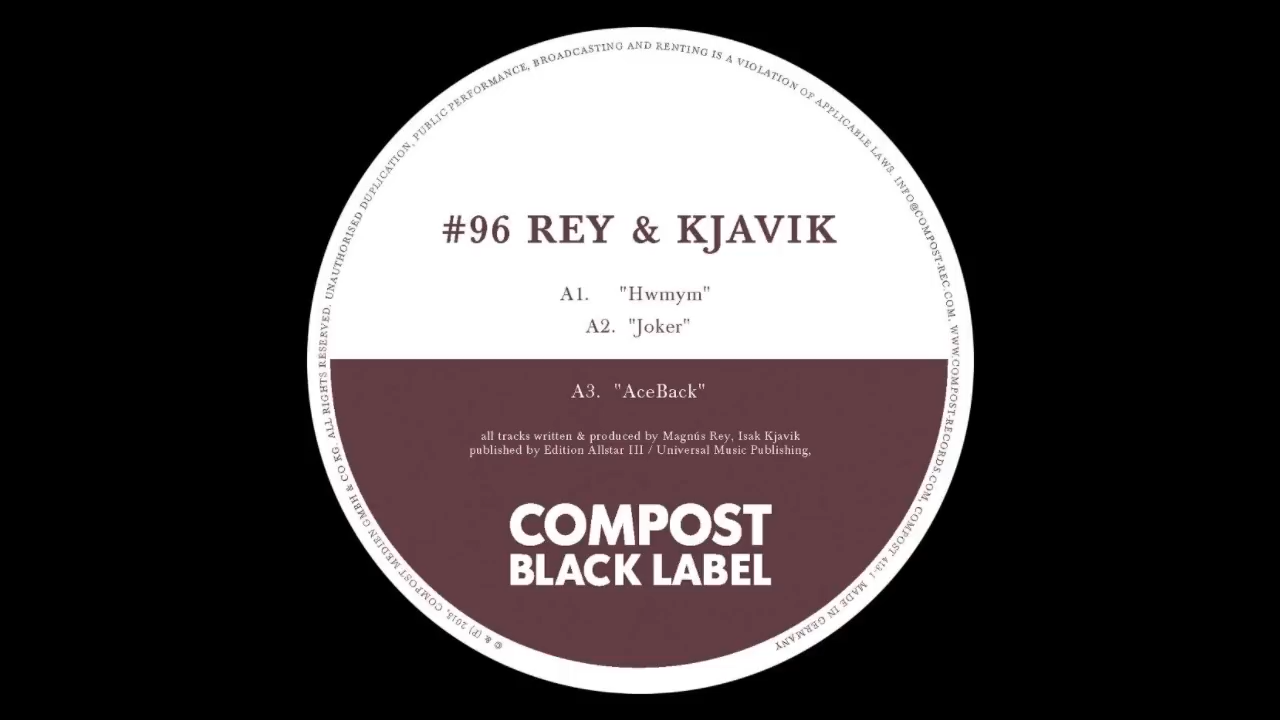 © & (P) 2013, COMPOST MEDIEN GMBH & CO KG. ALL RIGHTS RESERVED. UNAUTHORISED DUPLICATION, PUBLIC PERFORMANCE, BROADCASTING AND RENTING IS A VIOLATION OF APPLICABLE LAWS. INFO@COMPOST-REC.COM, WWW.COMPOST-RECORDS.COM, COMPOST 413-1 MADE IN GERMANY
#96 REY & KJAVIK
A1. "Hwmym"
A2. "Joker"
A3. "AceBack"
all tracks written & produced by Magnús Rey, Isak Kjavik
published by Edition Allstar III / Universal Music Publishing,
COMPOST
BLACK LABEL